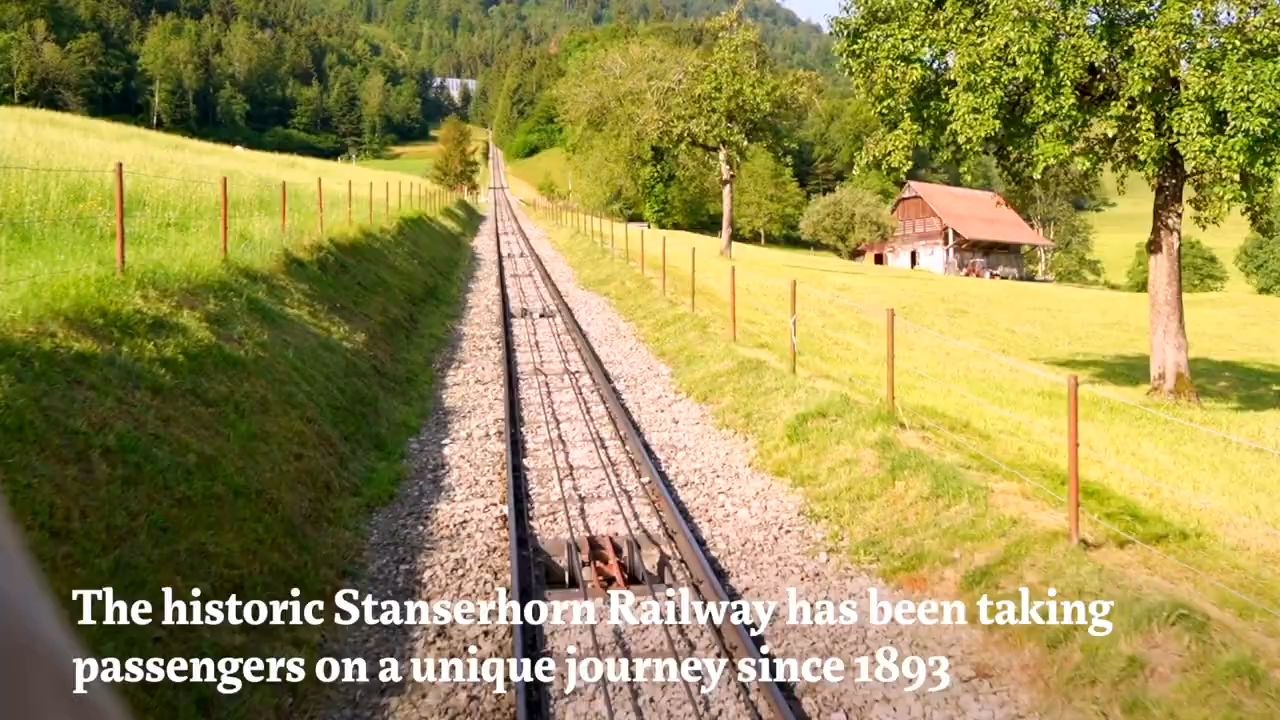 The historic Stanserhorn Railway has been taking
passengers on a unique journey since 1893